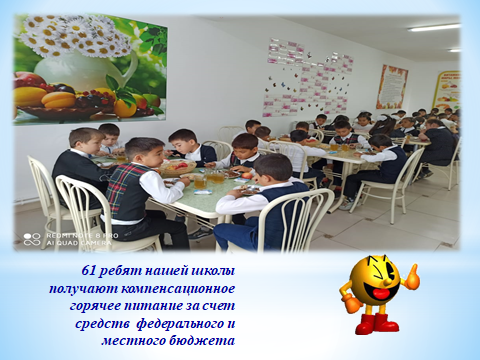 REDMI NOTE 8 PRO
AI QUAD CAMERA
61 ребят нашей школы
получают компенсационное
горячее питание за счет
средств федерального и
местного бюджета